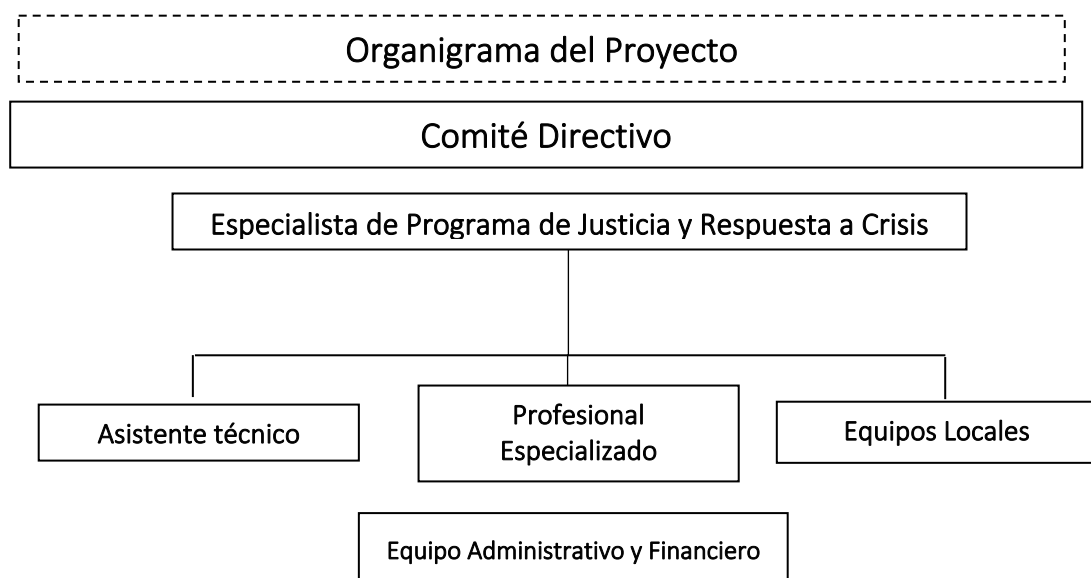 Organigrama del Proyecto
Comité Directivo
Especialista de Programa de Justicia y Respuesta a Crisis
Asistente técnico
Profesional
Especializado
Equipos Locales
Equipo Administrativo y Financiero